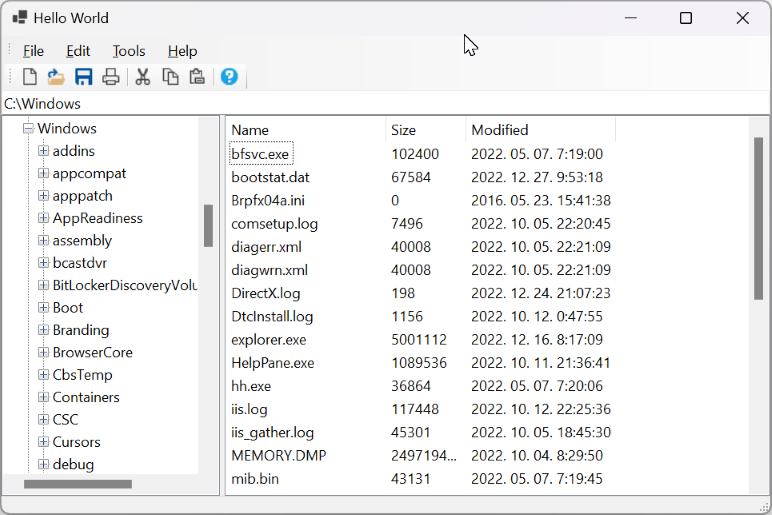 Hello World
File Edit Tools Help
C:\Windows
Windows
addins
appcompat
apppatch
AppReadiness
assembly
bcastdvr
BitLockerDiscoveryVolu
Boot
Branding
BrowserCore
CbsTemp
Containers
CSC
Cursors
debug
Name Size Modified
bfsvc.exe 102400 2022. 05. 07. 7:19:00
bootstat.dat 67584 2022. 12. 27. 9:53:18
Brpfx04a.ini 0 2016. 05. 23. 15:41:38
comsetup.log 7496 2022. 10. 05. 22:20:45
diagerr.xml 40008 2022. 10. 05. 22:21:09
diagwrn.xml 40008 2022. 10. 05. 22:21:09
DirectX.log 198 2022. 12. 24. 21:07:23
DtcInstall.log 1156 2022. 10. 12. 0:47:55
explorer.exe 5001112 2022. 12. 16. 8:17:09
HelpPane.exe 1089536 2022. 10. 11. 21:36:41
hh.exe 36864 2022. 05. 07. 7:20:06
iis.log 117448 2022. 10. 12. 22:25:36
iis_gather.log 45301 2022. 10. 05. 18:45:30
MEMORY.DMP 2497194... 2022. 10. 04. 8:29:50
mib.bin 43131 2022. 05. 07. 7:19:45